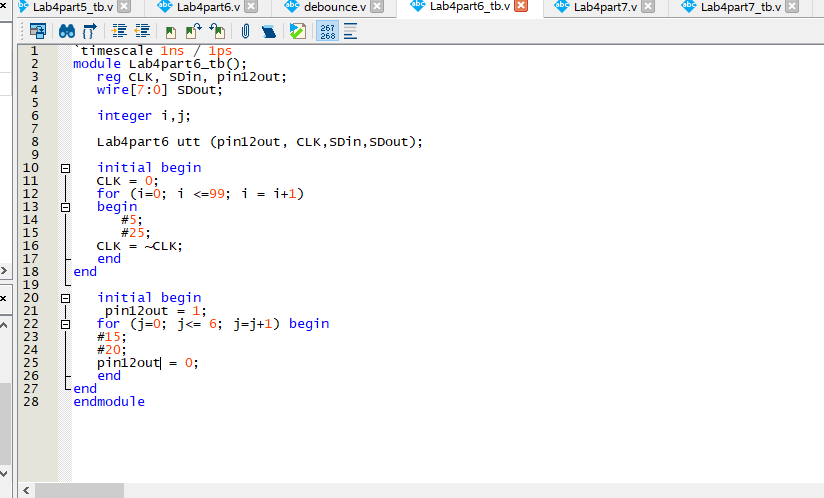 Lab4part5_tb.v Lab4part6.v debounce.v Lab4part6_tb.v Lab4part7.v Lab4part7_tb.v
267
268
1 `timescale 1ns / 1ps
2 module Lab4part6_tb();
3 reg CLK, SDin, pin12out;
4 wire[7:0] SDout;
5
6 integer i,j;
7
8 Lab4part6 utt (pin12out, CLK,SDin,SDout);
9
10 initial begin
11 CLK = 0;
12 for (i=0; i <=99; i = i+1)
13 begin
14 #5;
15 #25;
16 CLK = ~CLK;
17 end
18 end
19
20 initial begin
21 pin12out = 1;
22 for (j=0; j<= 6; j=j+1) begin
23 #15;
24 #20;
25 pin12out = 0;
26 end
27 end
28 endmodule